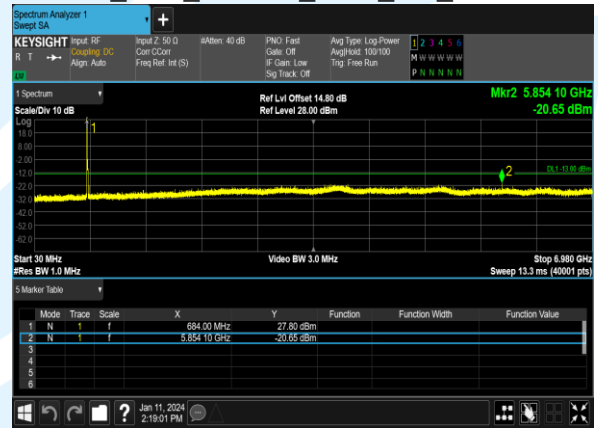 Spectrum Analyzer 1
Swept SA
+
KEYSIGHT Input: RF Input Z: 50 Ω #Atten: 40 dB PNO: Fast Avg Type: Log-Power 1 2 3 4 5 6
R T Coupling: DC Corr CCorr Gate: Off Avg|Hold: 100/100 M W W W W W
Align: Auto Freq Ref: Int (S) IF Gain: Low Trig: Free Run
Sig Track: Off P N N N N N
LXI
1 Spectrum Ref Lvl Offset 14.80 dB Mkr2 5.854 10 GHz
Scale/Div 10 dB Ref Level 28.00 dBm -20.65 dBm
Log
18.0 1
8.00
-2.00
-12.0 2 DL1 -13.00 dBm
-22.0
-32.0
-42.0
-52.0
-62.0
Start 30 MHz Video BW 3.0 MHz Stop 6.980 GHz
#Res BW 1.0 MHz Sweep 13.3 ms (40001 pts)
5 Marker Table
Mode Trace Scale X Y Function Function Width Function Value
1 N 1 f 684.00 MHz 27.80 dBm
2 N 1 f 5.854 10 GHz -20.65 dBm
3
4
5
6
? Jan 11, 2024
2:19:01 PM